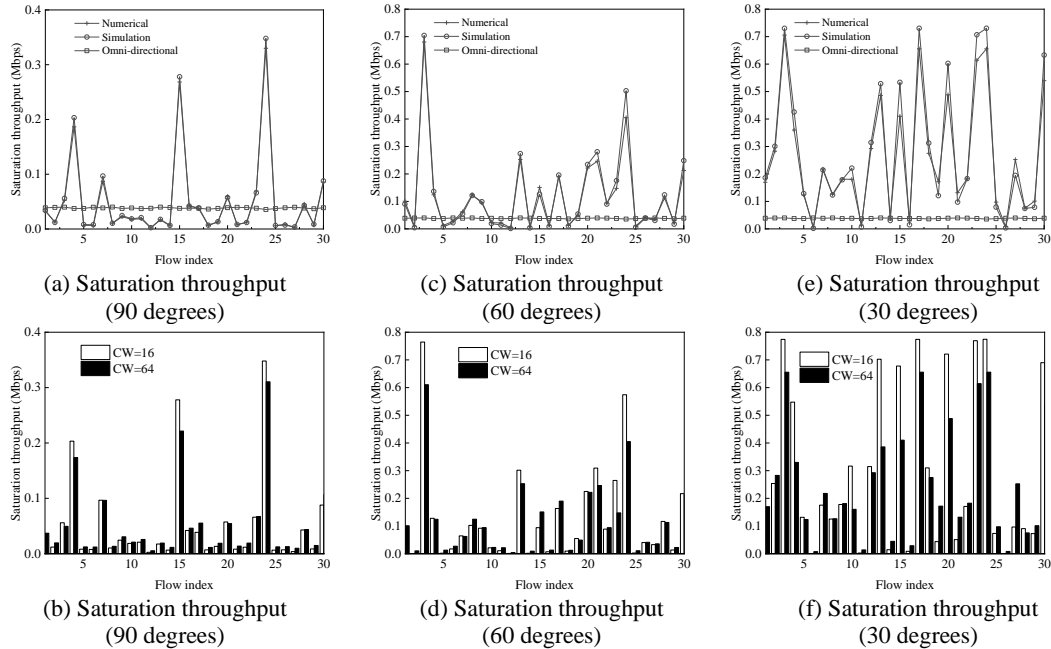 Saturation throughput (Mbps)
0.4
0.3
0.2
0.1
0.0
Numerical
Simulation
Omni-directional
5
10
15
20
25
30
Flow index
(a) Saturation throughput
(90 degrees)
Saturation throughput (Mbps)
0.8
0.7
0.6
0.5
0.4
0.3
0.2
0.1
0.0
Numerical
Simulation
Omni-directional
5
10
15
20
25
30
Flow index
(c) Saturation throughput
(60 degrees)
Saturation throughput (Mbps)
0.8
0.7
0.6
0.5
0.4
0.3
0.2
0.1
0.0
Numerical
Simulation
Omni-directional
5
10
15
20
25
30
Flow index
(e) Saturation throughput
(30 degrees)
Saturation throughput (Mbps)
0.4
0.3
0.2
0.1
0.0
CW=16
CW=64
5
10
15
20
25
30
Flow index
(b) Saturation throughput
(90 degrees)
Saturation throughput (Mbps)
0.8
0.7
0.6
0.5
0.4
0.3
0.2
0.1
0.0
CW=16
CW=64
5
10
15
20
25
30
Flow index
(d) Saturation throughput
(60 degrees)
Saturation throughput (Mbps)
0.8
0.7
0.6
0.5
0.4
0.3
0.2
0.1
0.0
CW=16
CW=64
5
10
15
20
25
30
Flow index
(f) Saturation throughput
(30 degrees)